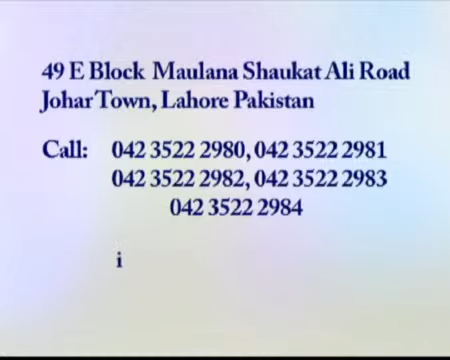 49 E Block Maulana Shaukat Ali Road
Johar Town, Lahore Pakistan
Call: 042 3522 2980, 042 3522 2981
042 3522 2982, 042 3522 2983
042 3522 2984
i